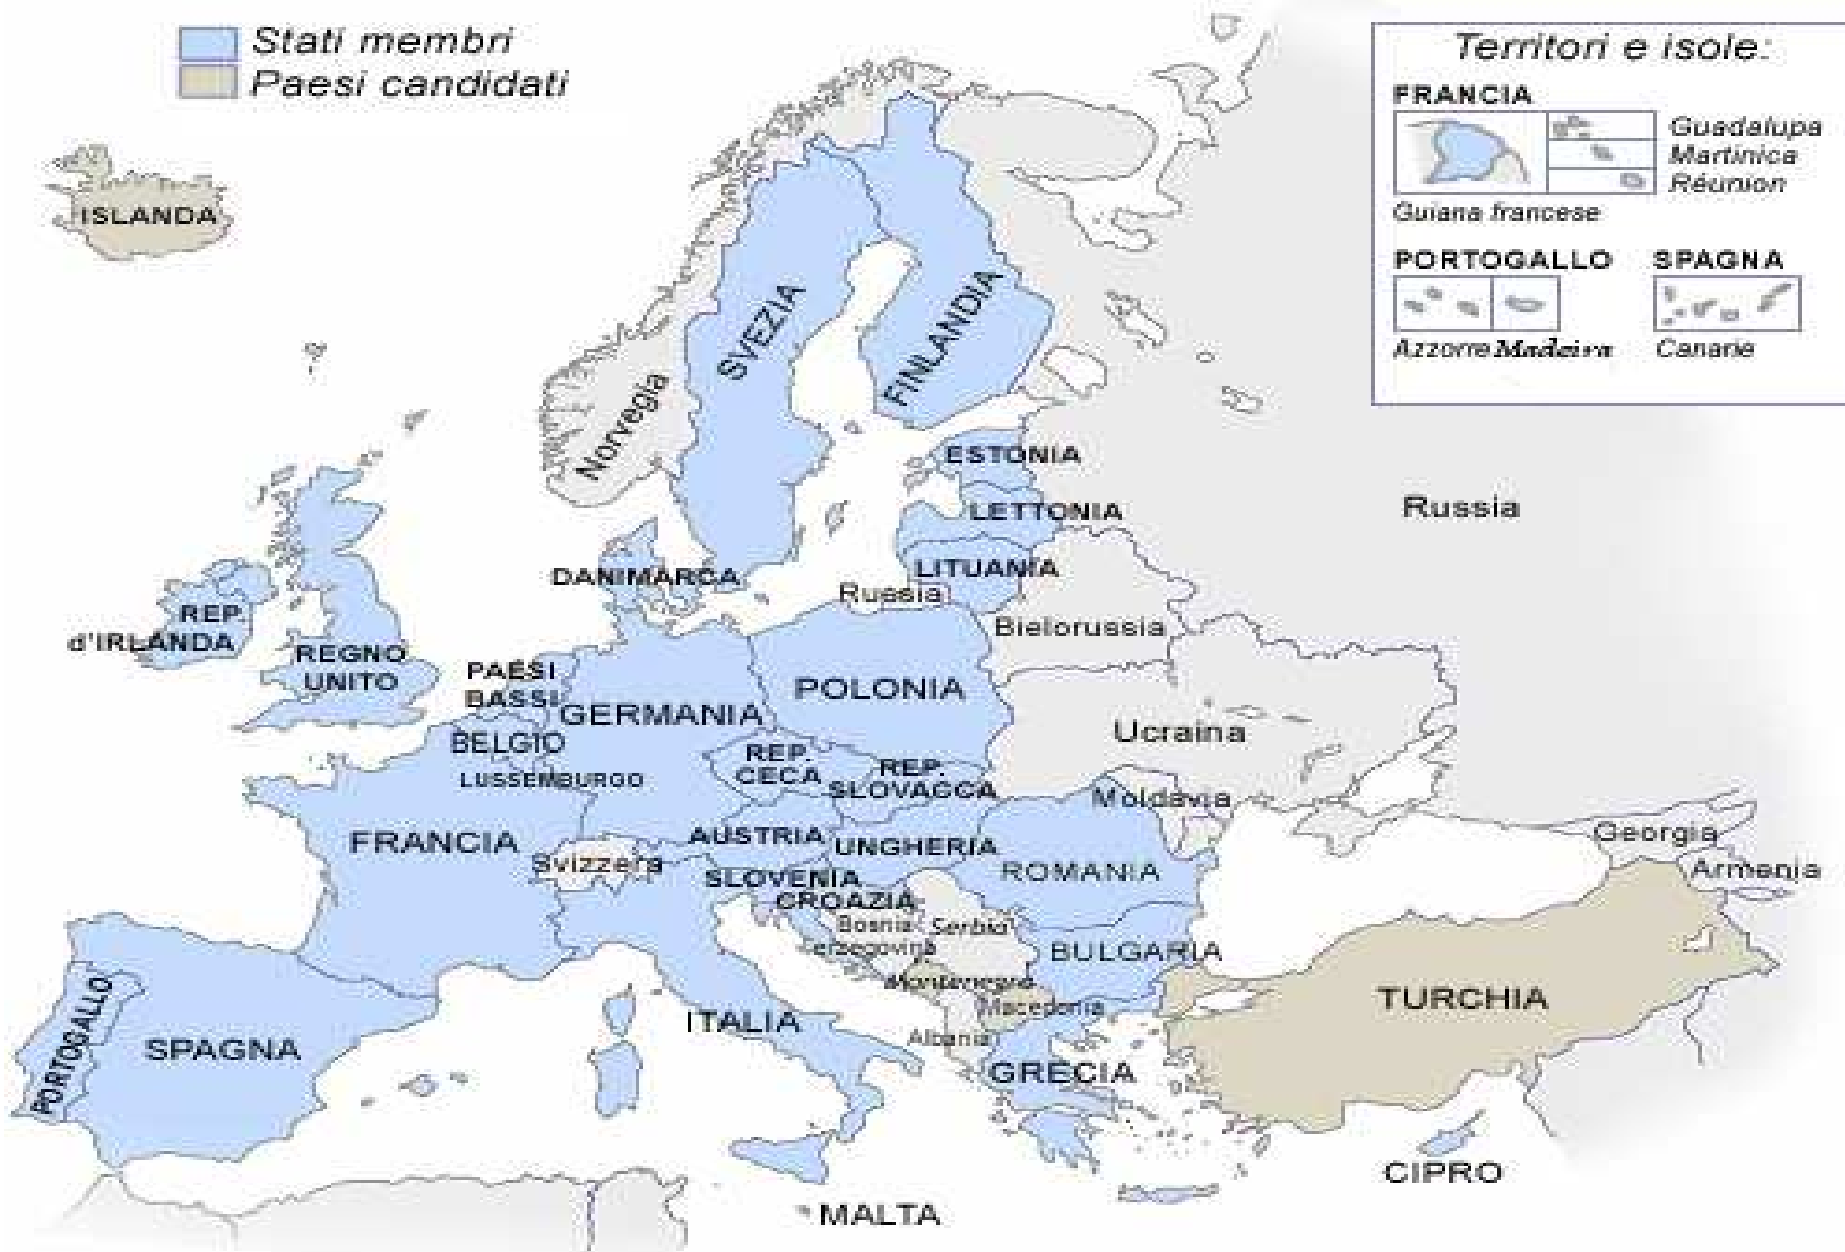 Stati membri
Paesi candidati
Territori e isole:
FRANCIA
Guadalupa
Martinica
Réunion
Guiana francese
PORTOGALLO
SPAGNA
Azzorre
Madeira
Canarie
ISLANDA
SVEZIA
FINLANDIA
Norvegia
ESTONIA
Russia
LETTONIA
LITUANIA
DANIMARCA
Russia
REP.
d'IRLANDA
Bielorussia
REGNO
UNITO
PAESI
BASSI
POLONIA
GERMANIA
Ucraina
BELGIO
REP.
CECA
REP.
SLOVACCA
LUSSEMBURGO
Moldavia
FRANCIA
AUSTRIA
UNGHERIA
Georgia
Svizzera
ROMANIA
Armenia
SLOVENIA
CROAZIA
Bosnia
Erzegovina
Serbia
BULGARIA
Montenegro
TURCHIA
Macedonia
ITALIA
Albania
PORTOGALLO
SPAGNA
GRECIA
CIPRO
MALTA